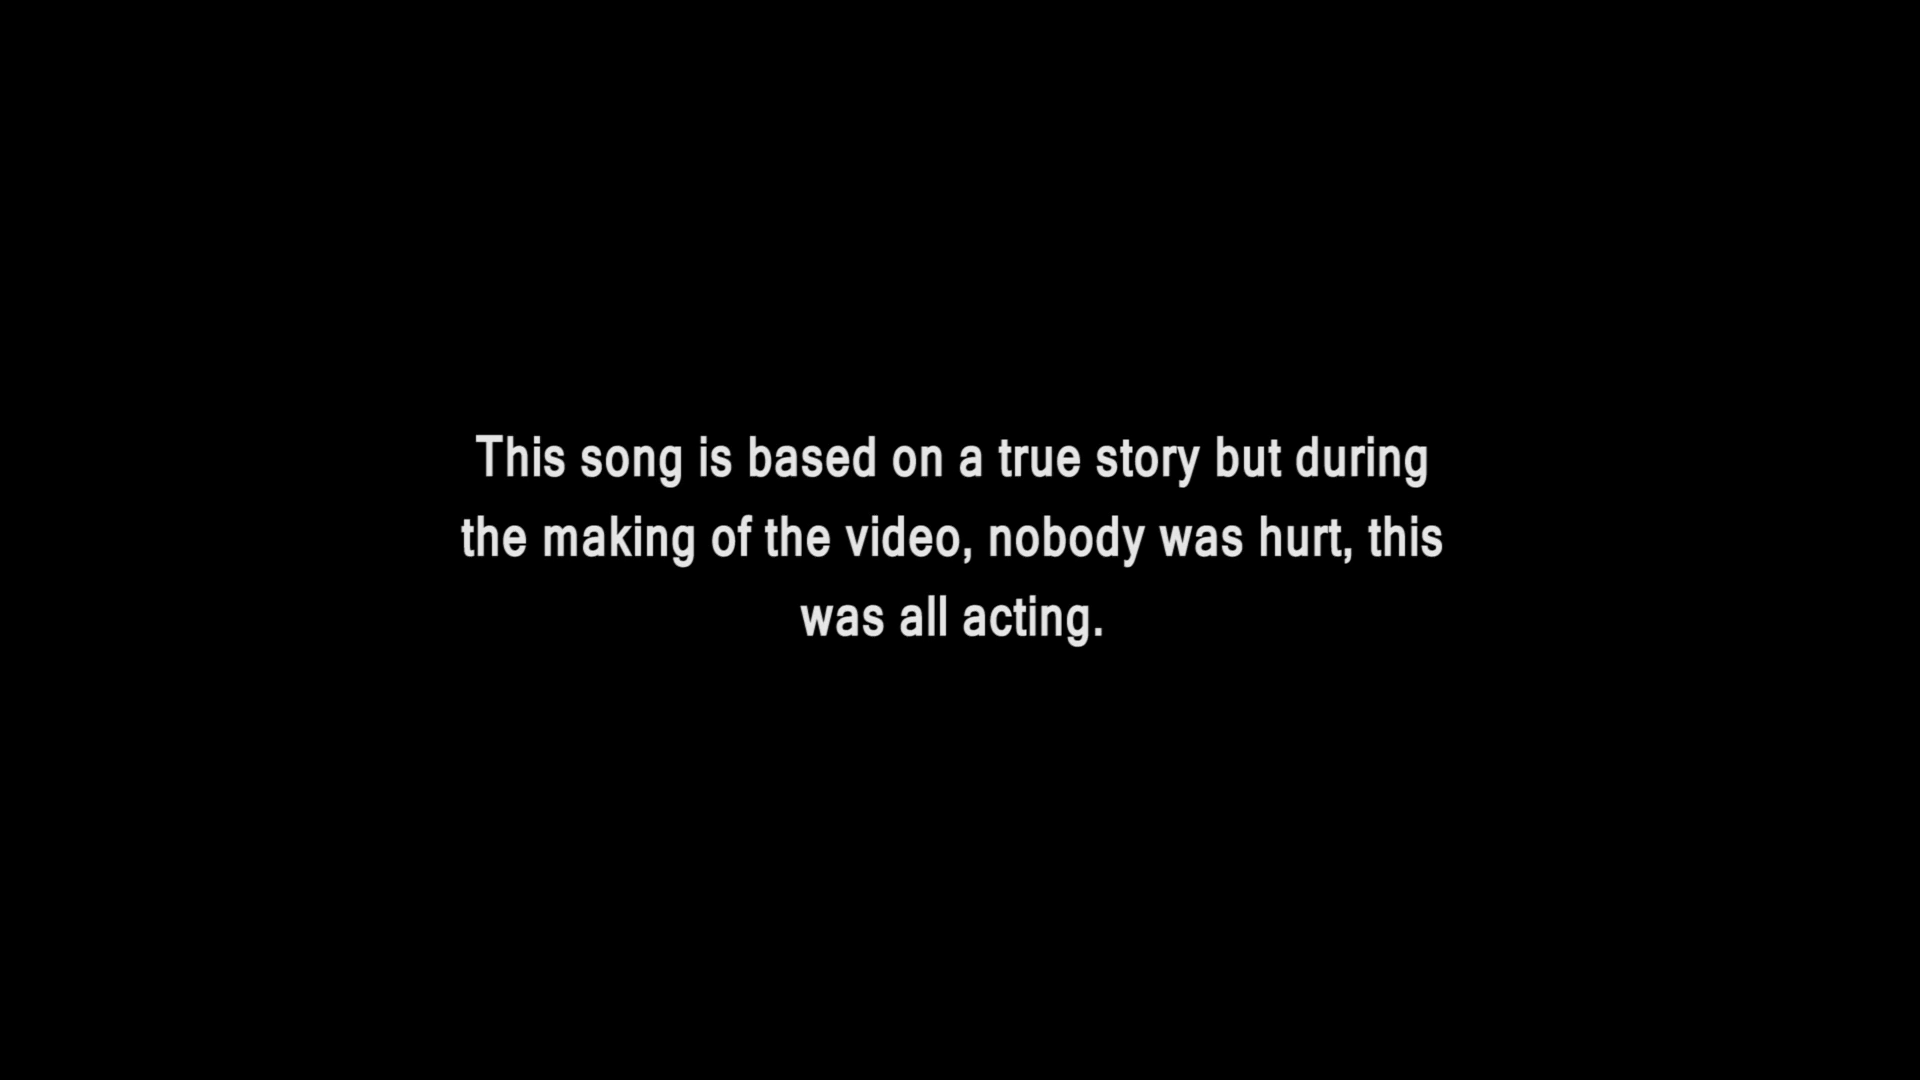 This song is based on a true story but during
the making of the video, nobody was hurt, this
was all acting.